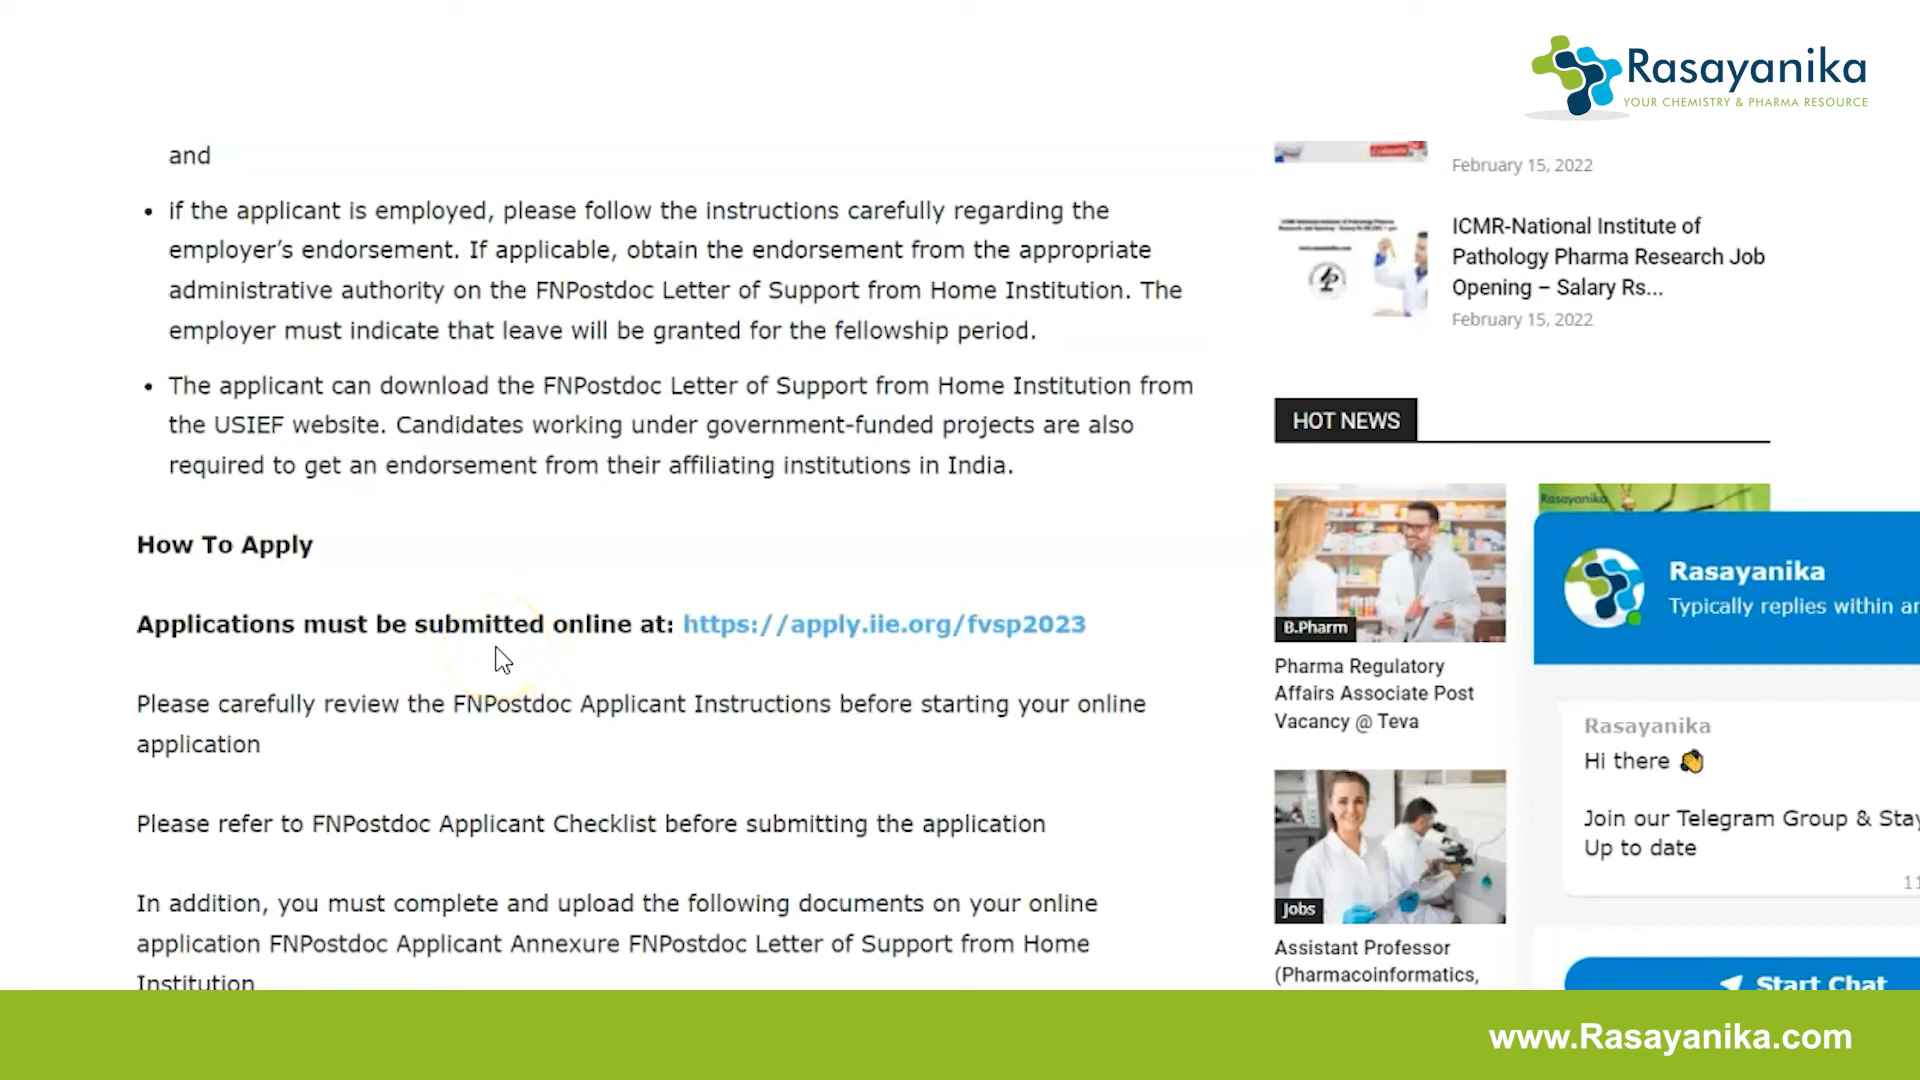 Rasayanika
YOUR CHEMISTRY & PHARMA RESOURCE
and
if the applicant is employed, please follow the instructions carefully regarding the
employer’s endorsement. If applicable, obtain the endorsement from the appropriate
administrative authority on the FNPostdoc Letter of Support from Home Institution. The
employer must indicate that leave will be granted for the fellowship period.
The applicant can download the FNPostdoc Letter of Support from Home Institution from
the USIEF website. Candidates working under government-funded projects are also
required to get an endorsement from their affiliating institutions in India.
How To Apply
Applications must be submitted online at: https://apply.iie.org/fvsp2023
Please carefully review the FNPostdoc Applicant Instructions before starting your online
application
Please refer to FNPostdoc Applicant Checklist before submitting the application
In addition, you must complete and upload the following documents on your online
application FNPostdoc Applicant Annexure FNPostdoc Letter of Support from Home
Institution
February 15, 2022
ICMR-National Institute of
Pathology Pharma Research Job
Opening – Salary Rs...
February 15, 2022
HOT NEWS
B.Pharm
Pharma Regulatory
Affairs Associate Post
Vacancy @ Teva
Rasayanika
Jobs
Assistant Professor
(Pharmacoinformatics,
Rasayanika
Typically replies within
Rasayanika
Hi there 👋
Join our Telegram Group & Stay
Up to date
11
Start Chat
www.Rasayanika.com